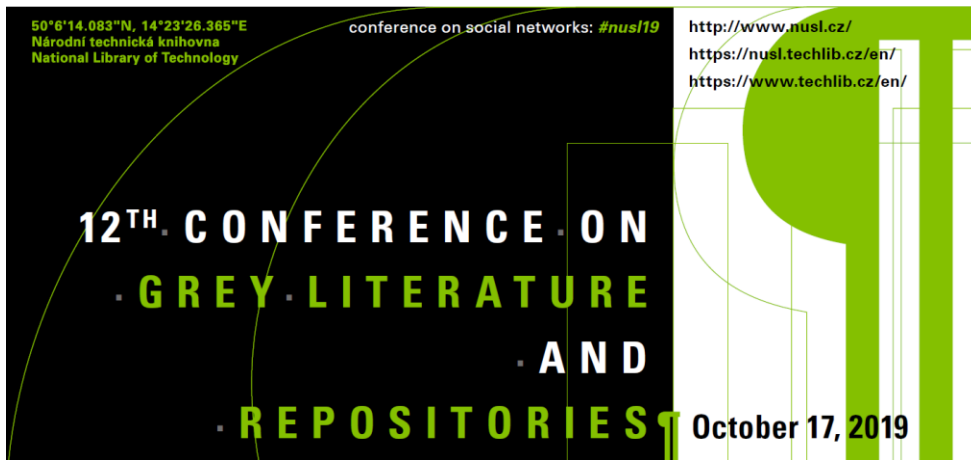 50°6'14.083"N, 14°23'26.365"E
Národní technická knihovna
National Library of Technology
conference on social networks: #nusl19
http://www.nusl.cz/
https://nusl.techlib.cz/en/
https://www.techlib.cz/en/
12TH·CONFERENCE·ON
·GREY·LITERATURE
·AND
·REPOSITORIES¶
October 17, 2019